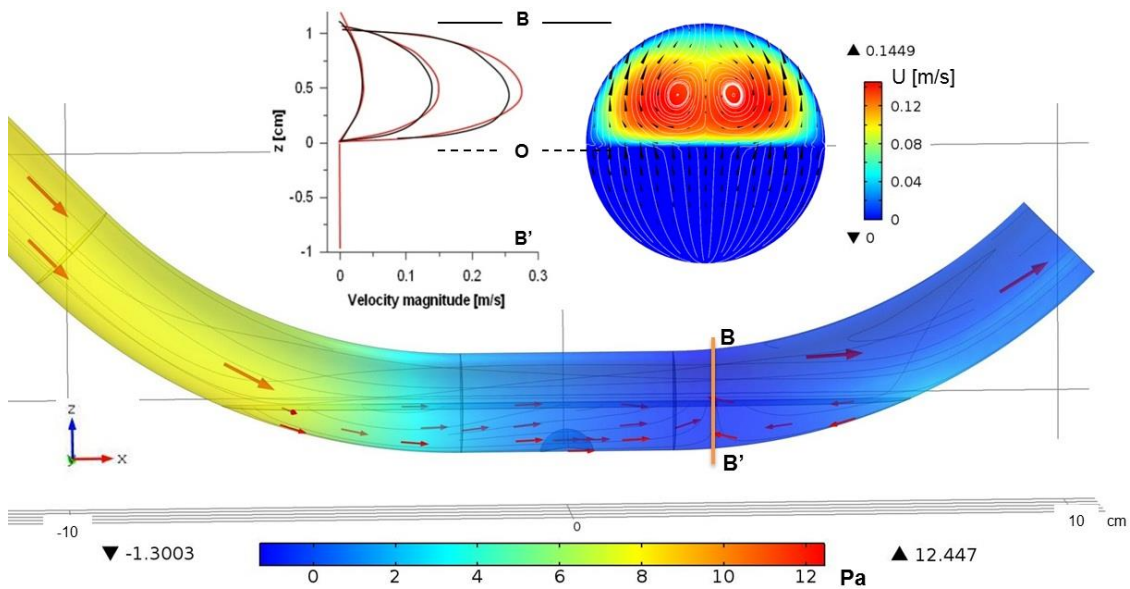 B
O
B’
z [cm]
1
0.5
0
-0.5
-1
0
0.1
0.2
0.3
Velocity magnitude [m/s]
▲ 0.1449
U [m/s]
0.12
0.08
0.04
0
▼ 0
B
B’
z
y
x
-10
0
10 cm
▼ -1.3003
▲ 12.447
0 2 4 6 8 10 12 Pa